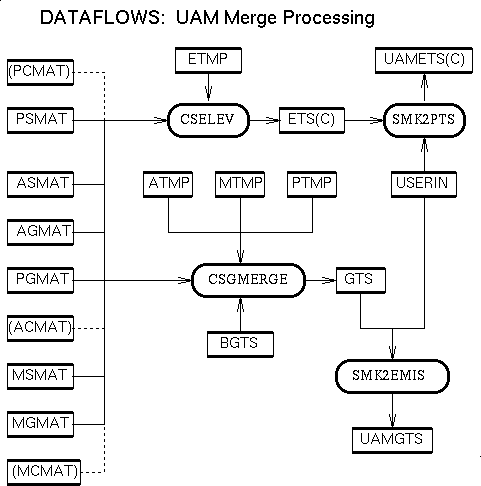 DATAFLOWS: UAM Merge Processing
ETMP
UAMETS(C)
(PCMAT)
PSMAT
CSELEV
ETS(C)
SMK2PTS
ASMAT
ATMP
MTMP
PTMP
USERIN
AGMAT
PGMAT
CSGMERGE
GTS
(ACMAT)
BGTS
MSMAT
SMK2EMIS
MGMAT
UAMGTS
(MCMAT)